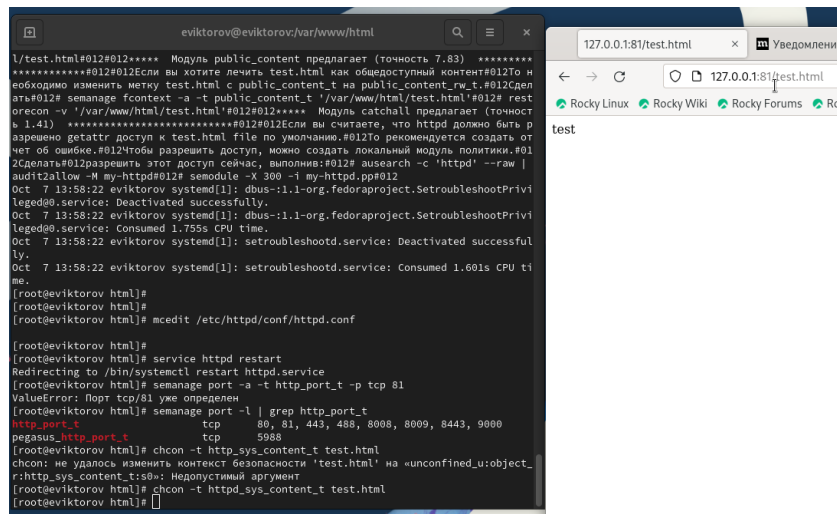 eviktorov@eviktorov:/var/www/html
l/test.html#012#012***** Модуль public_content предлагает (точность 7.83) *********
*************#012#012Если вы хотите лечить test.html как общедоступный контент#012То н
еобходимо изменить метку test.html с public_content_t на public_content_rw_t.#012Сдел
ать#012# semanage fcontext -a -t public_content_t '/var/www/html/test.html'#012# rest
orecon -v '/var/www/html/test.html'#012#012***** Модуль catchall предлагает (точност
ь 1.41) **************************#012#012Если вы считаете, что httpd должно быть р
азрешено getattr доступ к test.html file по умолчанию.#012То рекомендуется создать от
чет об ошибке.#012Чтобы разрешить доступ, можно создать локальный модуль политики.#01
2Сделать#012разрешить этот доступ сейчас, выполнив:#012# ausearch -c 'httpd' --raw |
audit2allow -M my-httpd#012# semodule -X 300 -i my-httpd.pp#012
Oct  7 13:58:22 eviktorov systemd[1]: dbus-:1.1-org.fedoraproject.SetroubleshootPrivi
leged@0.service: Deactivated successfully.
Oct  7 13:58:22 eviktorov systemd[1]: dbus-:1.1-org.fedoraproject.SetroubleshootPrivi
leged@0.service: Consumed 1.755s CPU time.
Oct  7 13:58:22 eviktorov systemd[1]: setroubleshootd.service: Deactivated successful
ly.
Oct  7 13:58:22 eviktorov systemd[1]: setroubleshootd.service: Consumed 1.601s CPU ti
me.
[root@eviktorov html]#
[root@eviktorov html]#
[root@eviktorov html]# mcedit /etc/httpd/conf/httpd.conf
[root@eviktorov html]#
[root@eviktorov html]# service httpd restart
Redirecting to /bin/systemctl restart httpd.service
[root@eviktorov html]# semanage port -a -t http_port_t -p tcp 81
ValueError: Порт tcp/81 уже определен
[root@eviktorov html]# semanage port -l | grep http_port_t
http_port_t                    tcp      80, 81, 443, 488, 8008, 8009, 8443, 9000
pegasus_http_port_t            tcp      5988
[root@eviktorov html]# chcon -t http_sys_content_t test.html
chcon: не удалось изменить контекст безопасности 'test.html' на «unconfined_u:object_
r:http_sys_content_t:s0»: Недопустимый аргумент
[root@eviktorov html]# chcon -t httpd_sys_content_t test.html
[root@eviktorov html]#
127.0.0.1:81/test.html
Уведомлени
127.0.0.1:81/test.html
Rocky Linux Rocky Wiki Rocky Forums Ro
test